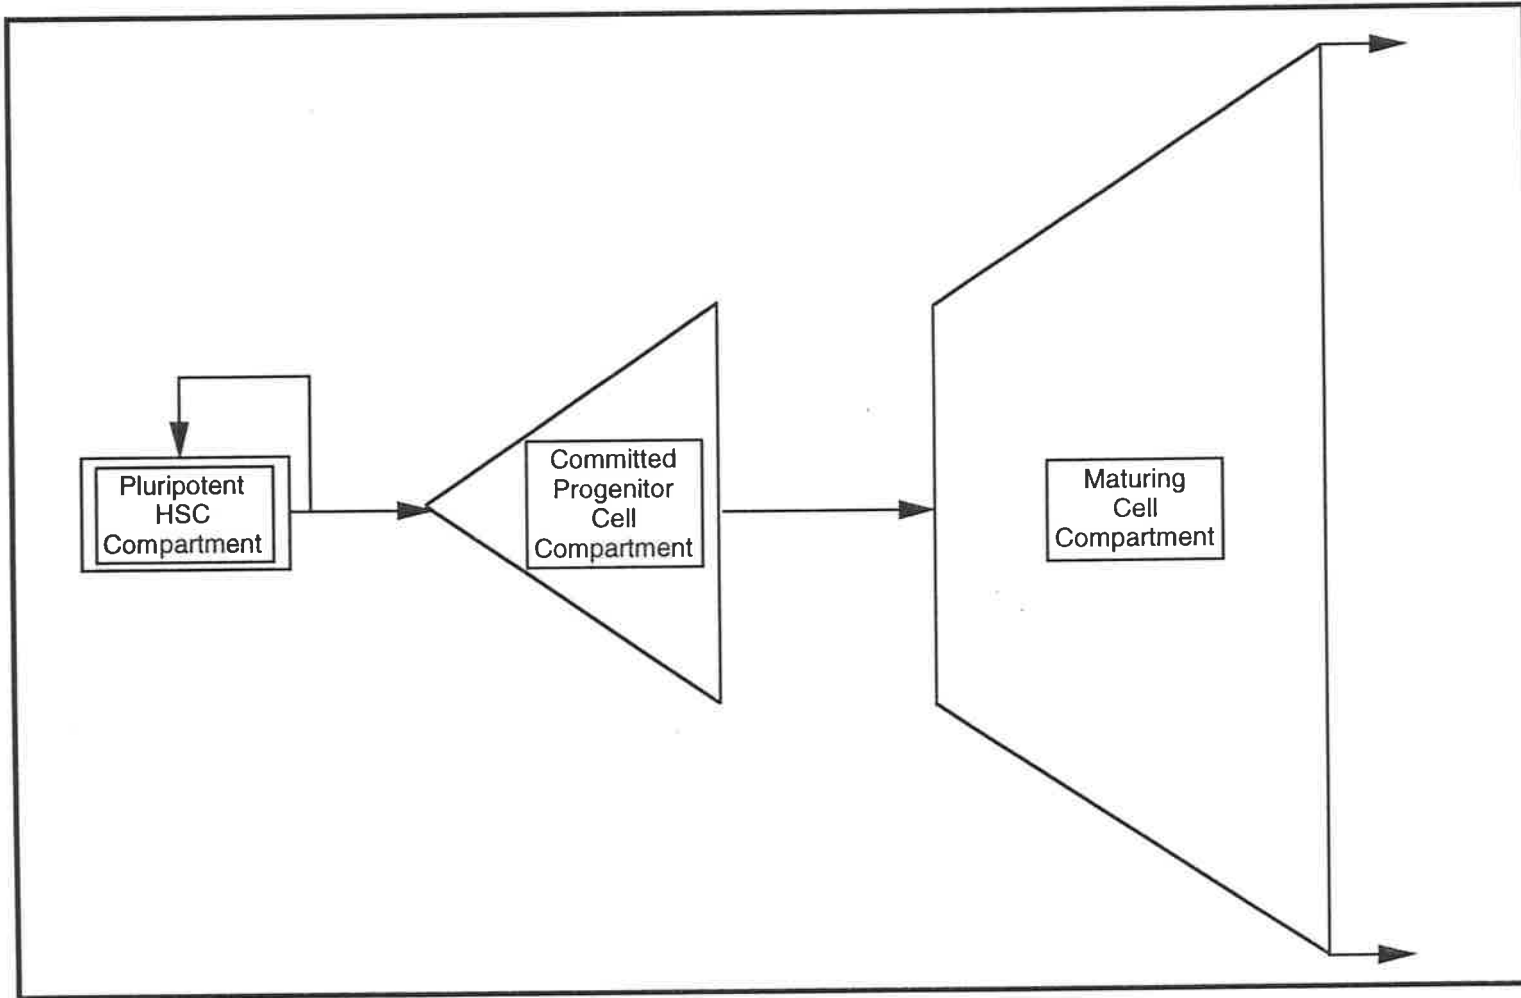 Pluripotent
HSC
Compartment
Committed
Progenitor
Cell
Compartment
Maturing
Cell
Compartment